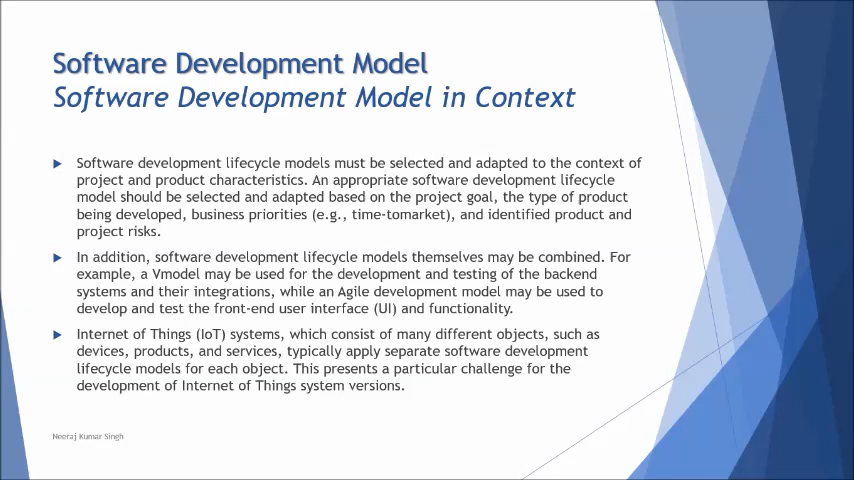 Software Development Model
Software Development Model in Context
Software development lifecycle models must be selected and adapted to the context of
project and product characteristics. An appropriate software development lifecycle
model should be selected and adapted based on the project goal, the type of product
being developed, business priorities (e.g., time-tomarket), and identified product and
project risks.
In addition, software development lifecycle models themselves may be combined. For
example, a Vmodel may be used for the development and testing of the backend
systems and their integrations, while an Agile development model may be used to
develop and test the front-end user interface (UI) and functionality.
Internet of Things (IoT) systems, which consist of many different objects, such as
devices, products, and services, typically apply separate software development
lifecycle models for each object. This presents a particular challenge for the
development of Internet of Things system versions.
Neeraj Kumar Singh